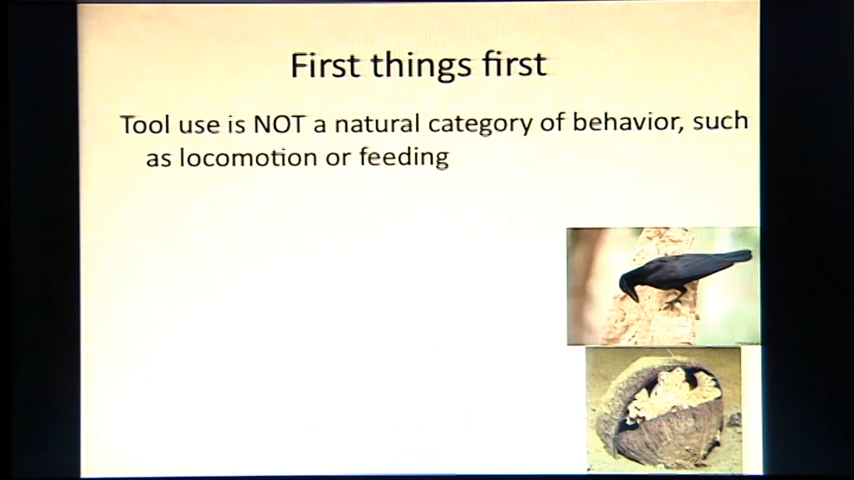 First things first
Tool use is NOT a natural category of behavior, such
as locomotion or feeding